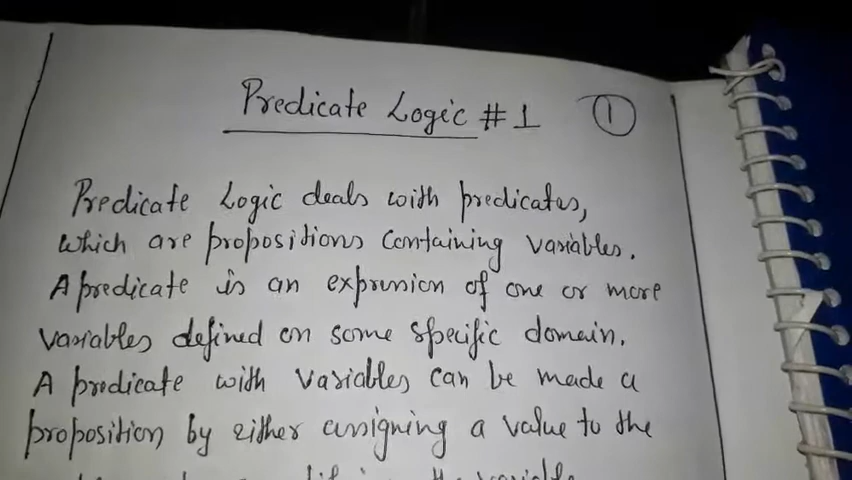 Predicate Logic #1 1
Predicate Logic deals with predicates,
which are propositions containing variables.
A predicate is an expression of one or more
variables defined on some specific domain.
A predicate with variables can be made a
proposition by either assigning a value to the
the variable